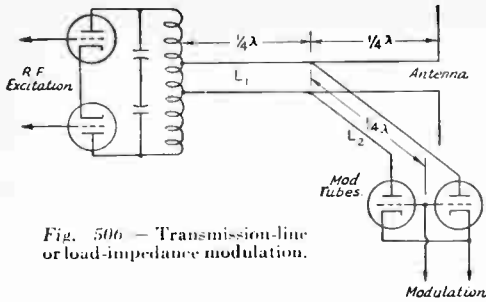 ¼λ
¼λ
R F
Excitation
Antenna
L₁
¼λ
L₂
Mod
Tubes.
Fig. 506 — Transmission-line
or load-impedance modulation.
Modulation